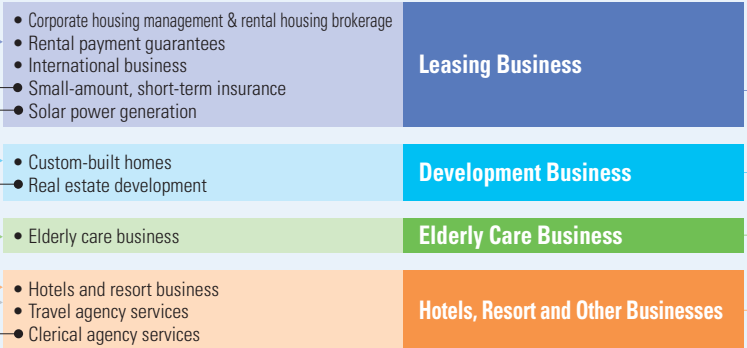 • Corporate housing management & rental housing brokerage
• Rental payment guarantees
• International business
• Small-amount, short-term insurance
• Solar power generation
Leasing Business
• Custom-built homes
• Real estate development
Development Business
• Elderly care business
Elderly Care Business
• Hotels and resort business
• Travel agency services
• Clerical agency services
Hotels, Resort and Other Businesses